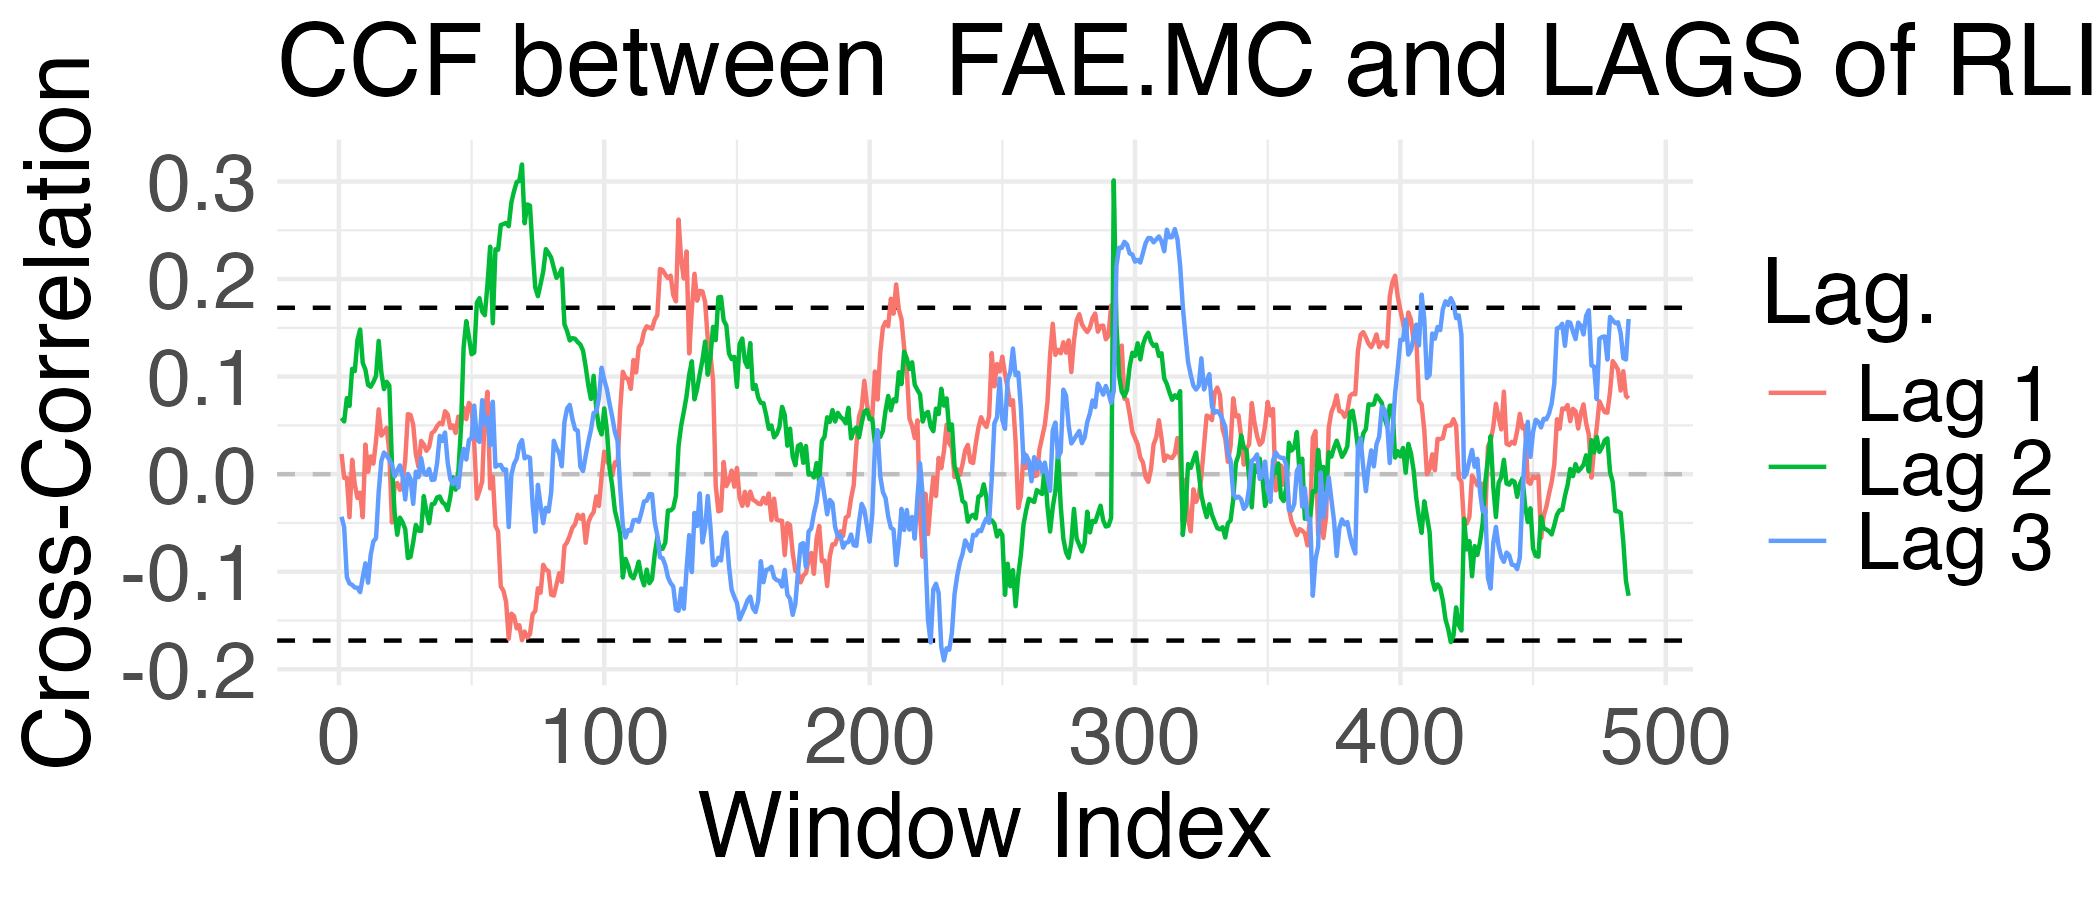 CCF between FAE.MC and LAGS of RLI
Cross-Correlation
0.3
0.2
0.1
0.0
-0.1
-0.2
0 100 200 300 400 500
Window Index
Lag.
Lag 1
Lag 2
Lag 3